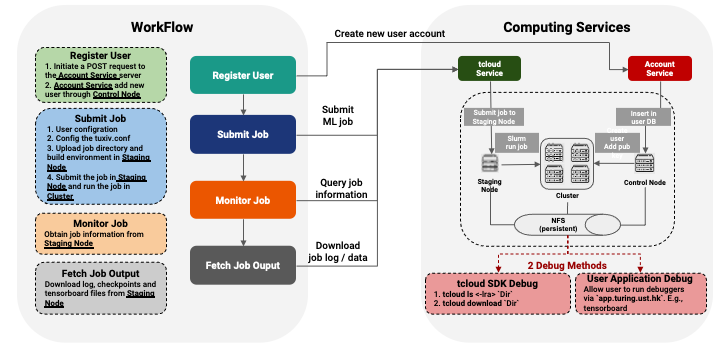 WorkFlow
Register User
1. Initiate a POST request to
the Account Service server
2. Account Service add new
user through Control Node
Submit Job
1. User configration
2. Config the tuxiv.conf
3. Upload job directory and
build environment in Staging
Node
4. Submit the job in Staging
Node and run the job in
Cluster
Monitor Job
Obtain job information from
Staging Node
Fetch Job Output
Download log, checkpoints and
tensorboard files from Staging
Node
Register User
Submit Job
Monitor Job
Fetch Job Ouput
Create new user account
Submit
ML job
Query job
information
Download
job log / data
Computing Services
tcloud
Service
Account
Service
Submit job to
Staging Node
Insert in
user DB
Slurm
run job
user
Add pub
Staging
Node
Cluster
Control Node
NFS
(persistent)
2 Debug Methods
tcloud SDK Debug
1. tcloud ls <-lra> `Dir`
2. tcloud download `Dir`
User Application Debug
Allow user to run debuggers
via `app.turing.ust.hk`. E.g.,
tensorboard